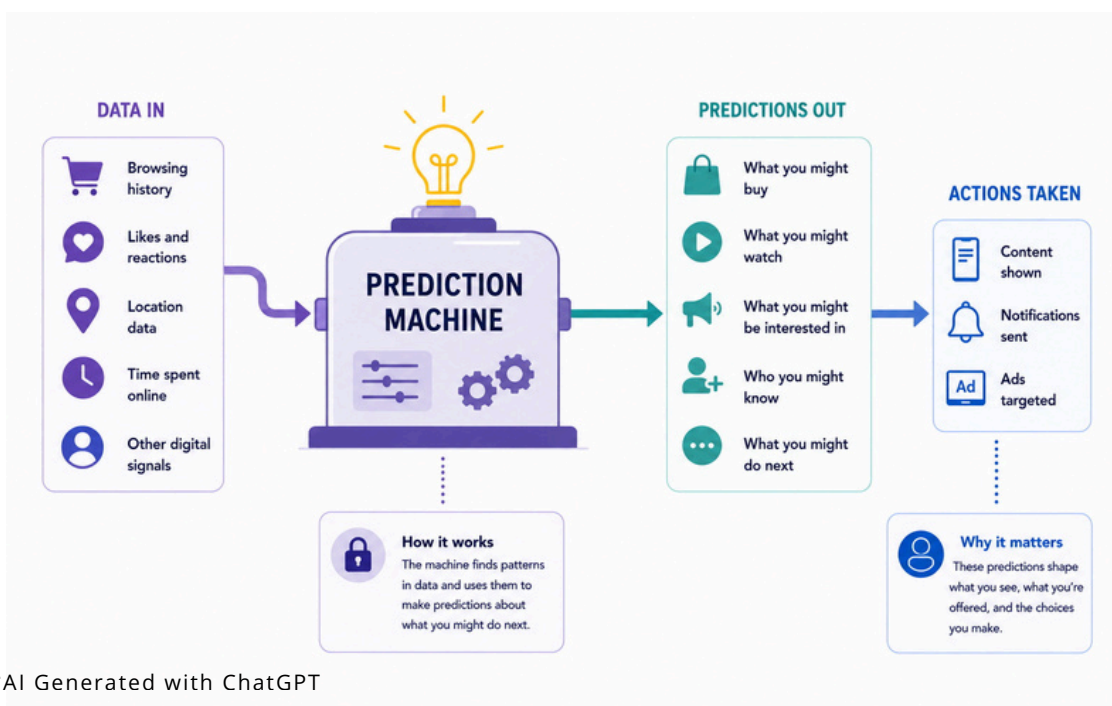 DATA IN
Browsing
history
Likes and
reactions
Location
data
Time spent
online
Other digital
signals
PREDICTION
MACHINE
How it works
The machine finds patterns
in data and uses them to
make predictions about
what you might do next.
PREDICTIONS OUT
What you might
buy
What you might
watch
What you might
be interested in
Who you might
know
What you might
do next
ACTIONS TAKEN
Content
shown
Notifications
sent
Ad
Ads
targeted
Why it matters
These predictions shape
what you see, what you're
offered, and the choices
you make.
AI Generated with ChatGPT